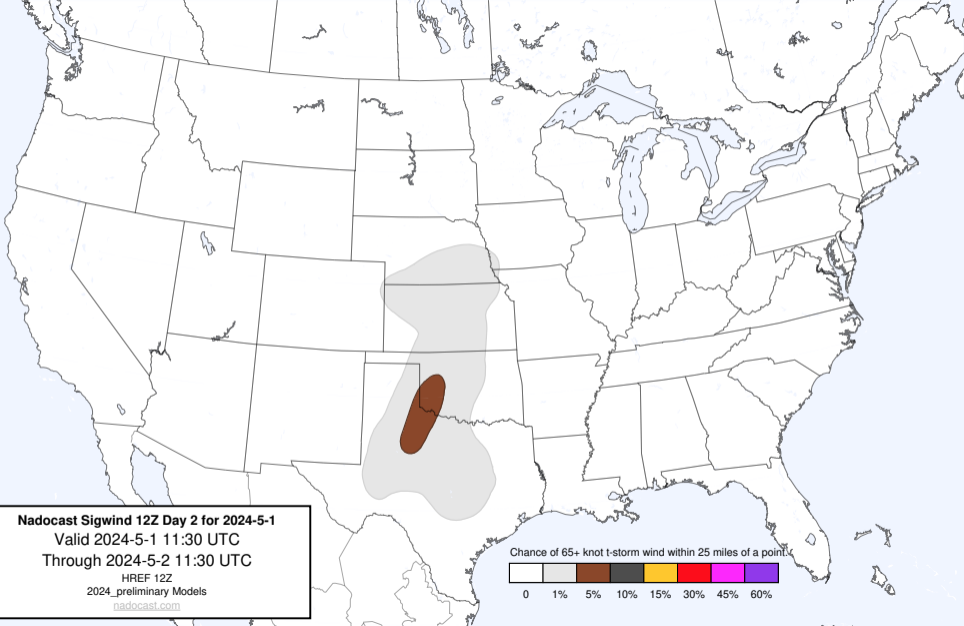 Nadocast Sigwind 12Z Day 2 for 2024-5-1
Valid 2024-5-1 11:30 UTC
Through 2024-5-2 11:30 UTC
HREF 12Z
2024_preliminary Models
nadocast.com
Chance of 65+ knot t-storm wind within 25 miles of a point.
0 1% 5% 10% 15% 30% 45% 60%